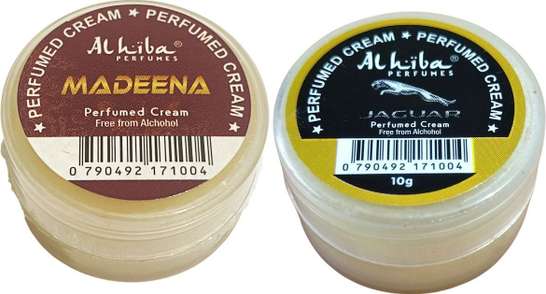 ★ PERFUMED CREAM ★ PERFUMED CREAM ★
Alhiba®
PERFUMES
MADEENA
Perfumed Cream
Free from Alchohol
0 790492 171004
★ PERFUMED CREAM ★ PERFUMED CREAM ★
Alhiba®
PERFUMES
JAGUAR
Perfumed Cream
Free from Alchohol
0 790492 171004
10g